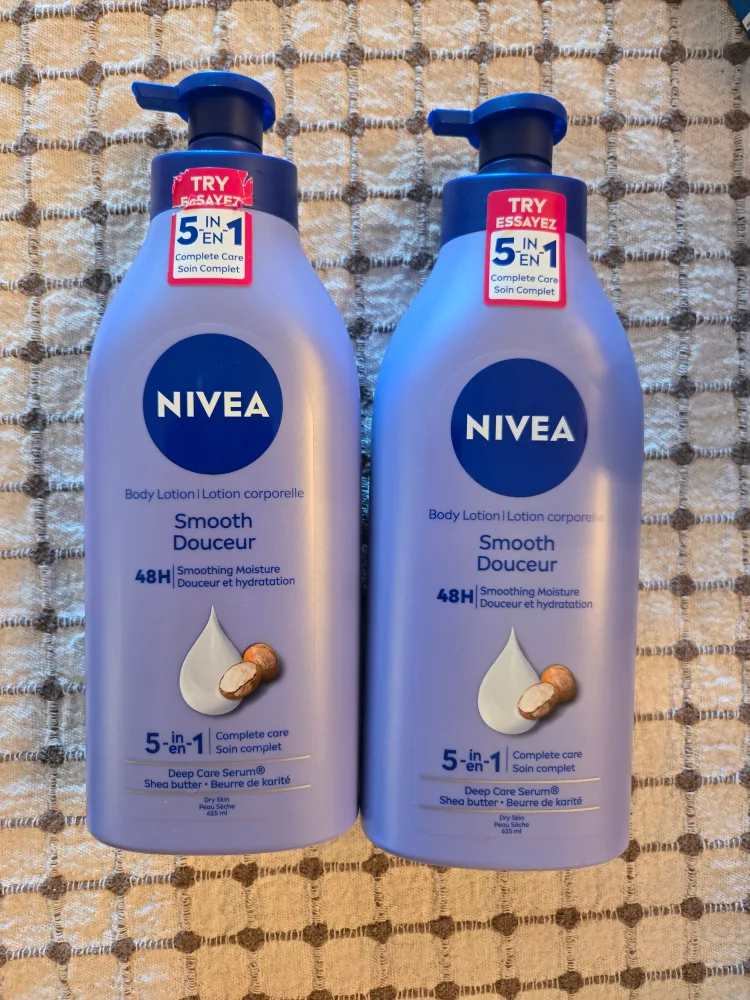 TRY
ESSAYEZ
5-IN
EN-1
Complete Care
Soin Complet
NIVEA
Body Lotion | Lotion corporelle
Smooth
Douceur
48H | Smoothing Moisture
Douceur et hydratation
5-in
en-1 | Complete care
Soin complet
Deep Care Serum®
Shea butter • Beurre de karité
Dry Skin
Peau Sèche
625 ml
TRY
ESSAYEZ
5-IN
EN-1
Complete Care
Soin Complet
NIVEA
Body Lotion | Lotion corporelle
Smooth
Douceur
48H | Smoothing Moisture
Douceur et hydratation
5-in
en-1 | Complete care
Soin complet
Deep Care Serum®
Shea butter • Beurre de karité
Dry Skin
Peau Sèche
625 ml